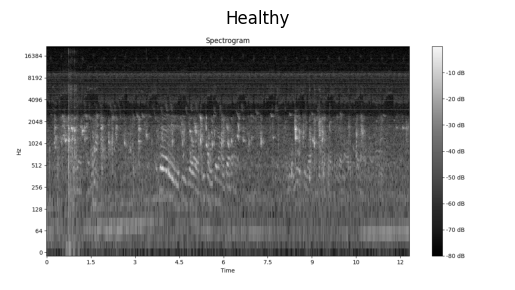 Healthy
Spectrogram
16384
8192
4096
2048
1024
512
256
128
64
0
Hz
0 1.5 3 4.5 6 7.5 9 10.5 12
Time
-10 dB
-20 dB
-30 dB
-40 dB
-50 dB
-60 dB
-70 dB
-80 dB